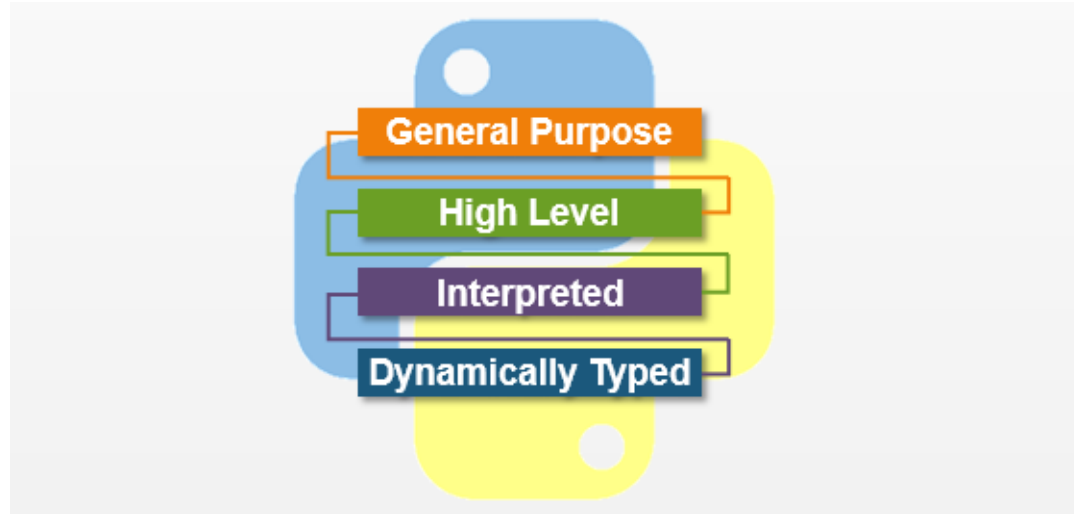 General Purpose
High Level
Interpreted
Dynamically Typed